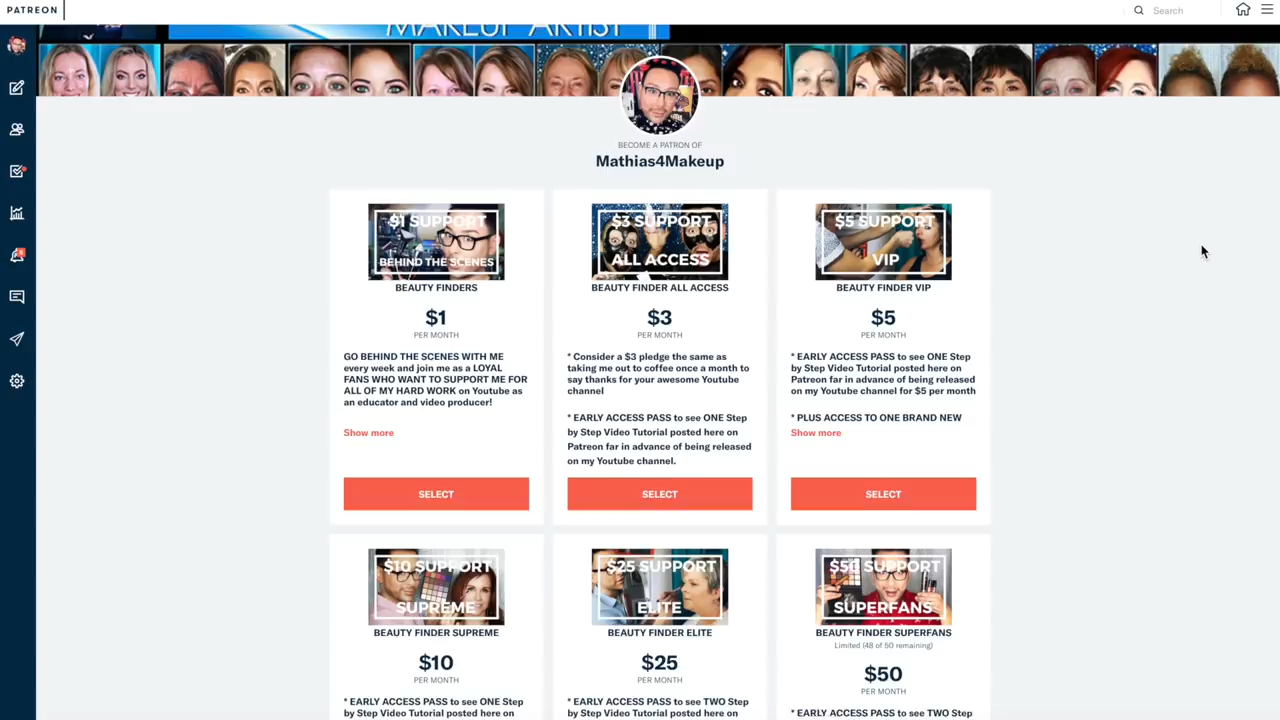 PATREON
Search
MAKEUP ARTIST
BECOME A PATRON OF
Mathias4Makeup
$1 SUPPORT
BEHIND THE SCENES
BEAUTY FINDERS
$1
PER MONTH
GO BEHIND THE SCENES WITH ME
every week and join me as a LOYAL
FANS WHO WANT TO SUPPORT ME FOR
ALL OF MY HARD WORK on Youtube as
an educator and video producer!
Show more
SELECT
$3 SUPPORT
ALL ACCESS
BEAUTY FINDER ALL ACCESS
$3
PER MONTH
* Consider a $3 pledge the same as
taking me out to coffee once a month to
say thanks for your awesome Youtube
channel
* EARLY ACCESS PASS to see ONE Step
by Step Video Tutorial posted here on
Patreon far in advance of being released
on my Youtube channel.
SELECT
$5 SUPPORT
VIP
BEAUTY FINDER VIP
$5
PER MONTH
* EARLY ACCESS PASS to see ONE Step
by Step Video Tutorial posted here on
Patreon far in advance of being released
on my Youtube channel for $5 per month
* PLUS ACCESS TO ONE BRAND NEW
Show more
SELECT
$10 SUPPORT
SUPREME
BEAUTY FINDER SUPREME
$10
PER MONTH
* EARLY ACCESS PASS to see ONE Step
by Step Video Tutorial posted here on
$25 SUPPORT
ELITE
BEAUTY FINDER ELITE
$25
PER MONTH
* EARLY ACCESS PASS to see TWO Step
by Step Video Tutorial posted here on
$50 SUPPORT
SUPERFANS
BEAUTY FINDER SUPERFANS
Limited (48 of 50 remaining)
$50
PER MONTH
* EARLY ACCESS PASS to see TWO Step